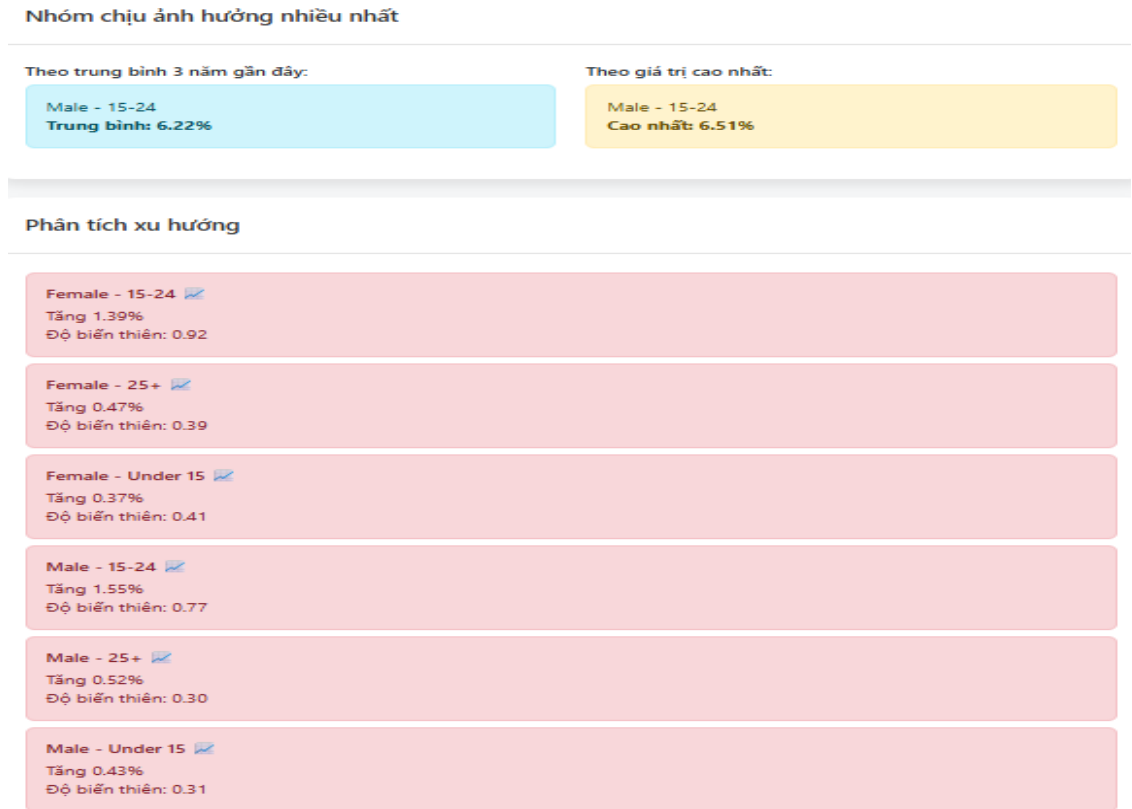 Nhóm chịu ảnh hưởng nhiều nhất
Theo trung bình 3 năm gần đây:
Male - 15-24
Trung bình: 6.22%
Theo giá trị cao nhất:
Male - 15-24
Cao nhất: 6.51%
Phân tích xu hướng
Female - 15-24
Tăng 1.39%
Độ biến thiên: 0.92
Female - 25+
Tăng 0.47%
Độ biến thiên: 0.39
Female - Under 15
Tăng 0.37%
Độ biến thiên: 0.41
Male - 15-24
Tăng 1.55%
Độ biến thiên: 0.77
Male - 25+
Tăng 0.52%
Độ biến thiên: 0.30
Male - Under 15
Tăng 0.43%
Độ biến thiên: 0.31